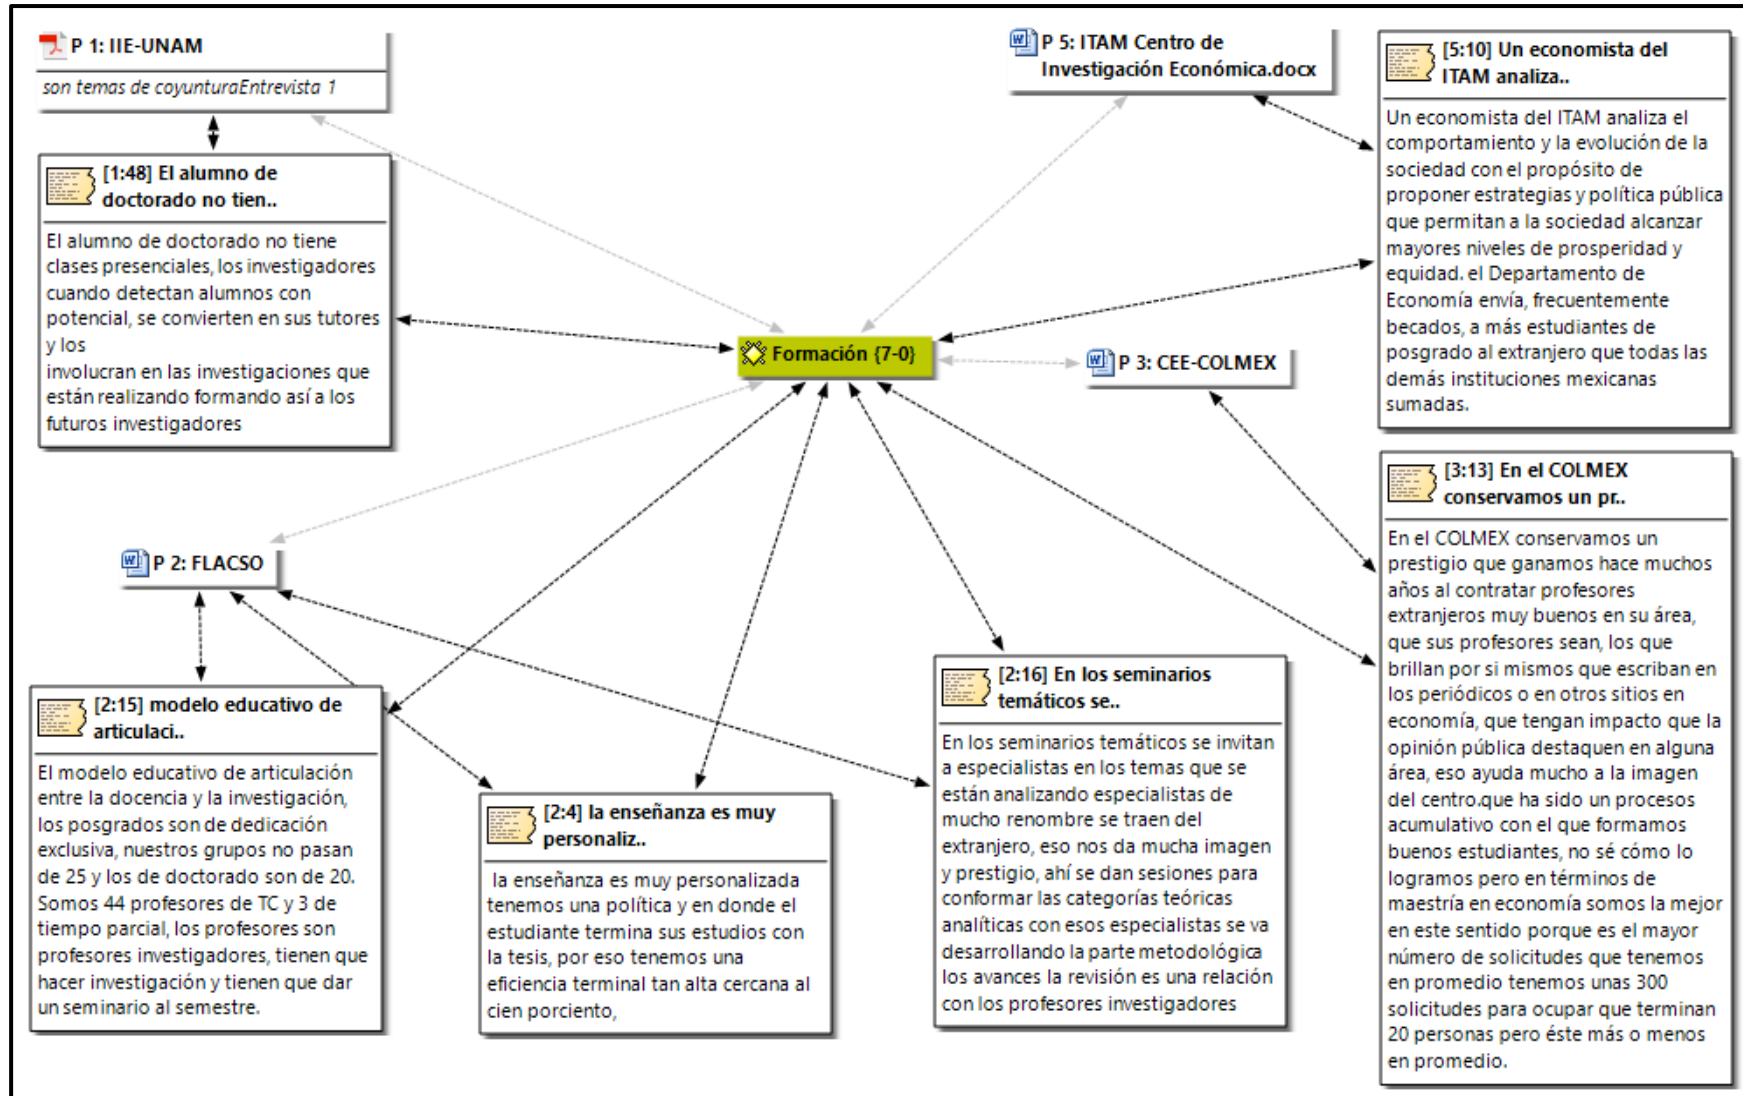 P 1: IIE-UNAM
son temas de coyunturaEntrevista 1
[1:48] El alumno de
doctorado no tien..
El alumno de doctorado no tiene
clases presenciales, los investigadores
cuando detectan alumnos con
potencial, se convierten en sus tutores
y los
involucran en las investigaciones que
están realizando formando así a los
futuros investigadores
P 5: ITAM Centro de
Investigación Económica.docx
[5:10] Un economista del
ITAM analiza..
Un economista del ITAM analiza el
comportamiento y la evolución de la
sociedad con el propósito de
proponer estrategias y política pública
que permitan a la sociedad alcanzar
mayores niveles de prosperidad y
equidad. el Departamento de
Economía envía, frecuentemente
becados, a más estudiantes de
posgrado al extranjero que todas las
demás instituciones mexicanas
sumadas.
Formación {7-0}
P 3: CEE-COLMEX
[3:13] En el COLMEX
conservamos un pr..
En el COLMEX conservamos un
prestigio que ganamos hace muchos
años al contratar profesores
extranjeros muy buenos en su área,
que sus profesores sean, los que
brillan por si mismos que escriban en
los periódicos o en otros sitios en
economía, que tengan impacto que la
opinión pública destaquen en alguna
área, eso ayuda mucho a la imagen
del centro.que ha sido un procesos
acumulativo con el que formamos
buenos estudiantes, no sé cómo lo
logramos pero en términos de
maestría en economía somos la mejor
en este sentido porque es el mayor
número de solicitudes que tenemos
en promedio tenemos unas 300
solicitudes para ocupar que terminan
20 personas pero éste más o menos
en promedio.
P 2: FLACSO
[2:15] modelo educativo de
articulaci..
El modelo educativo de articulación
entre la docencia y la investigación,
los posgrados son de dedicación
exclusiva, nuestros grupos no pasan
de 25 y los de doctorado son de 20.
Somos 44 profesores de TC y 3 de
tiempo parcial, los profesores son
profesores investigadores, tienen que
hacer investigación y tienen que dar
un seminario al semestre.
[2:4] la enseñanza es muy
personaliz..
la enseñanza es muy personalizada
tenemos una política y en donde el
estudiante termina sus estudios con
la tesis, por eso tenemos una
eficiencia terminal tan alta cercana al
cien porciento,
[2:16] En los seminarios
temáticos se..
En los seminarios temáticos se invitan
a especialistas en los temas que se
están analizando especialistas de
mucho renombre se traen del
extranjero, eso nos da mucha imagen
y prestigio, ahí se dan sesiones para
conformar las categorías teóricas
analíticas con esos especialistas se va
desarrollando la parte metodológica
los avances la revisión es una relación
con los profesores investigadores